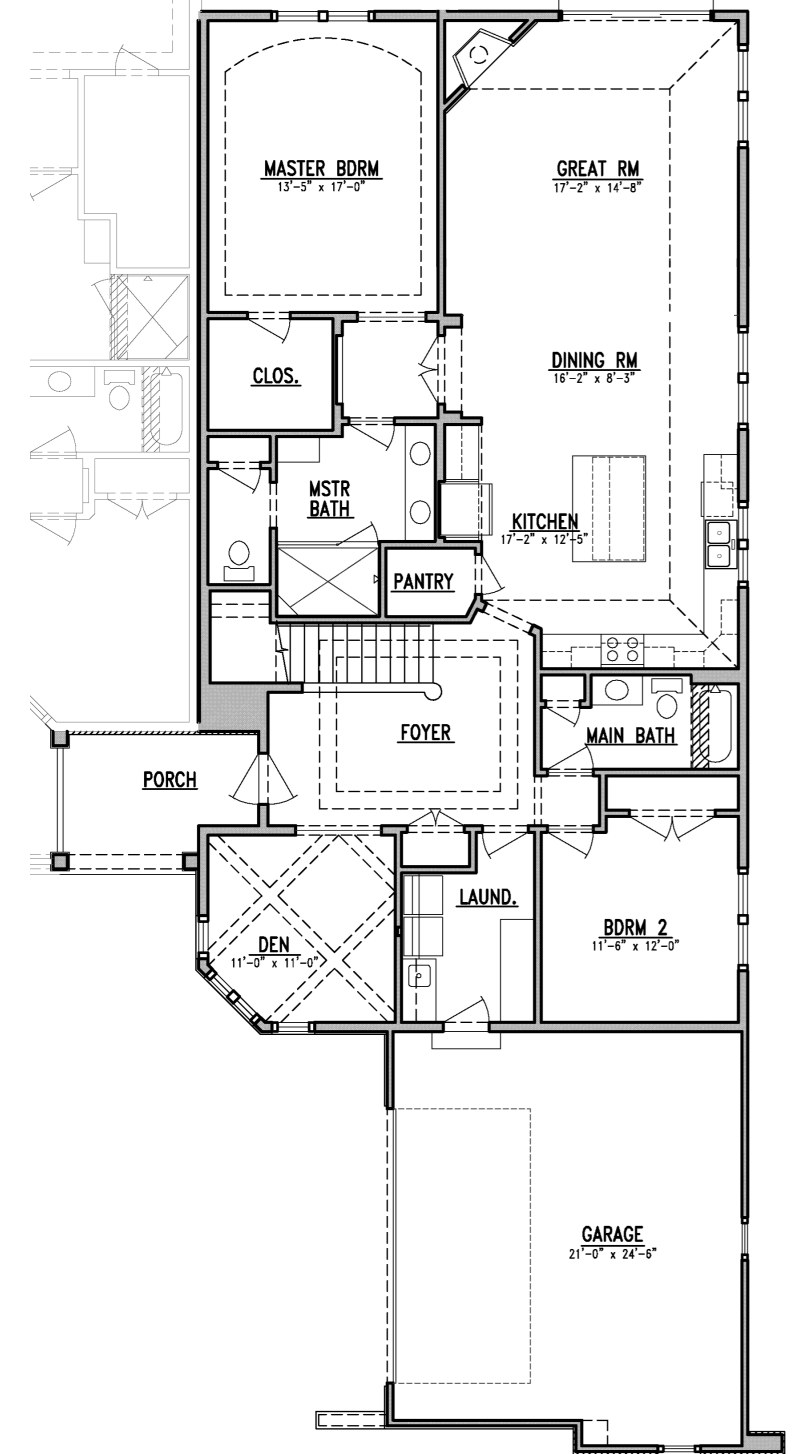 MASTER BDRM
13'-5" x 17'-0"
GREAT RM
17'-2" x 14'-8"
DINING RM
16'-2" x 8'-3"
CLOS.
MSTR
BATH
KITCHEN
17'-2" x 12'-5"
PANTRY
FOYER
MAIN BATH
PORCH
LAUND.
BDRM 2
11'-6" x 12'-0"
DEN
11'-0" x 11'-0"
GARAGE
21'-0" x 24'-6"